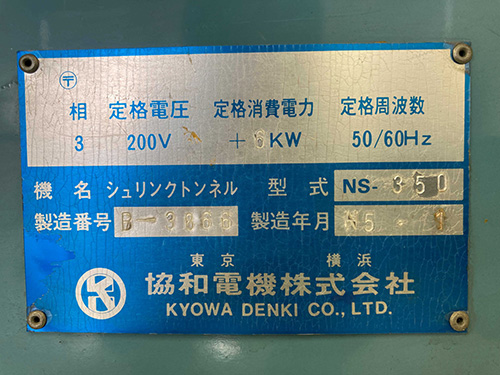 〒
相 定格電圧 定格消費電力 定格周波数
3 200V + 6KW 50/60Hz
機名 シュリンクトンネル 型式 NS-350
製造番号 B-9866 製造年月 H5-
東京 横浜
協和電機株式会社
KYOWA DENKI CO., LTD.